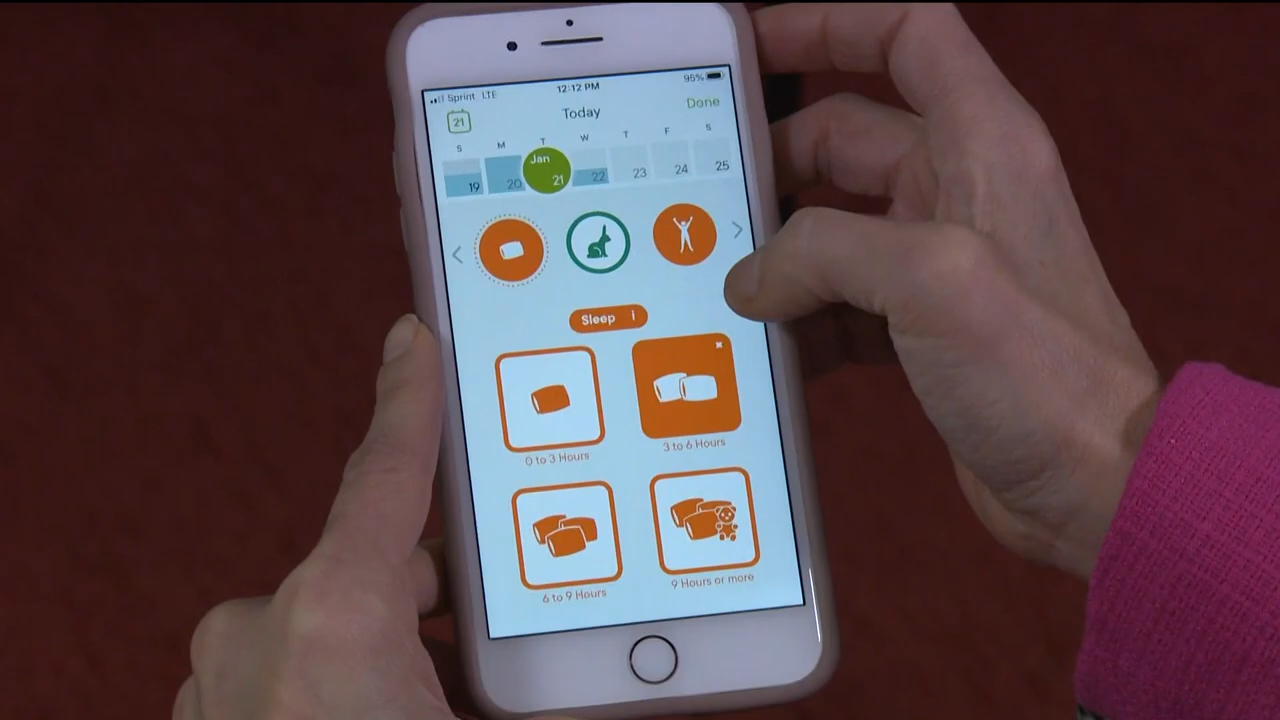 Sprint LTE 12:12 PM 95%
21 Today Done
S M T W T F S
Jan
19 20 21 22 23 24 25
Sleep i
0 to 3 Hours 3 to 6 Hours
6 to 9 Hours 9 Hours or more